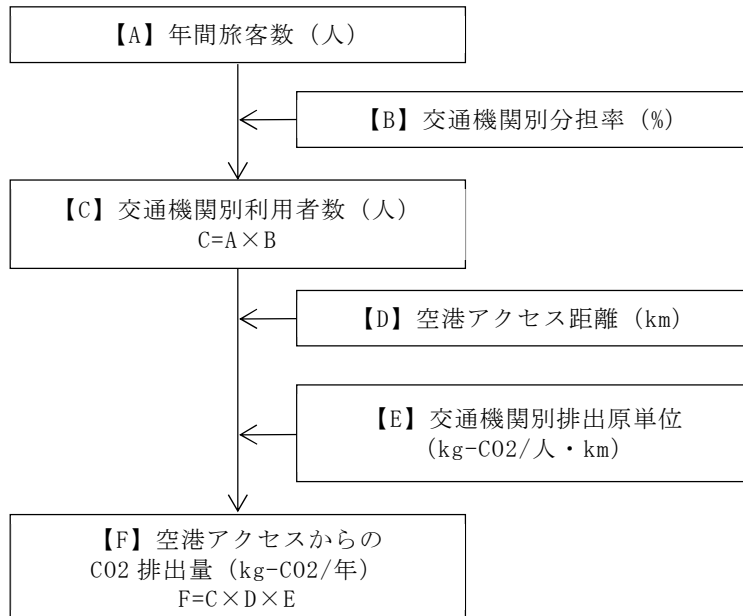 【A】年間旅客数（人）
【B】交通機関別分担率（%）
【C】交通機関別利用者数（人）
C=A×B
【D】空港アクセス距離（km）
【E】交通機関別排出原単位
（kg-CO2/人・km）
【F】空港アクセスからの
CO2 排出量（kg-CO2/年）
F=C×D×E